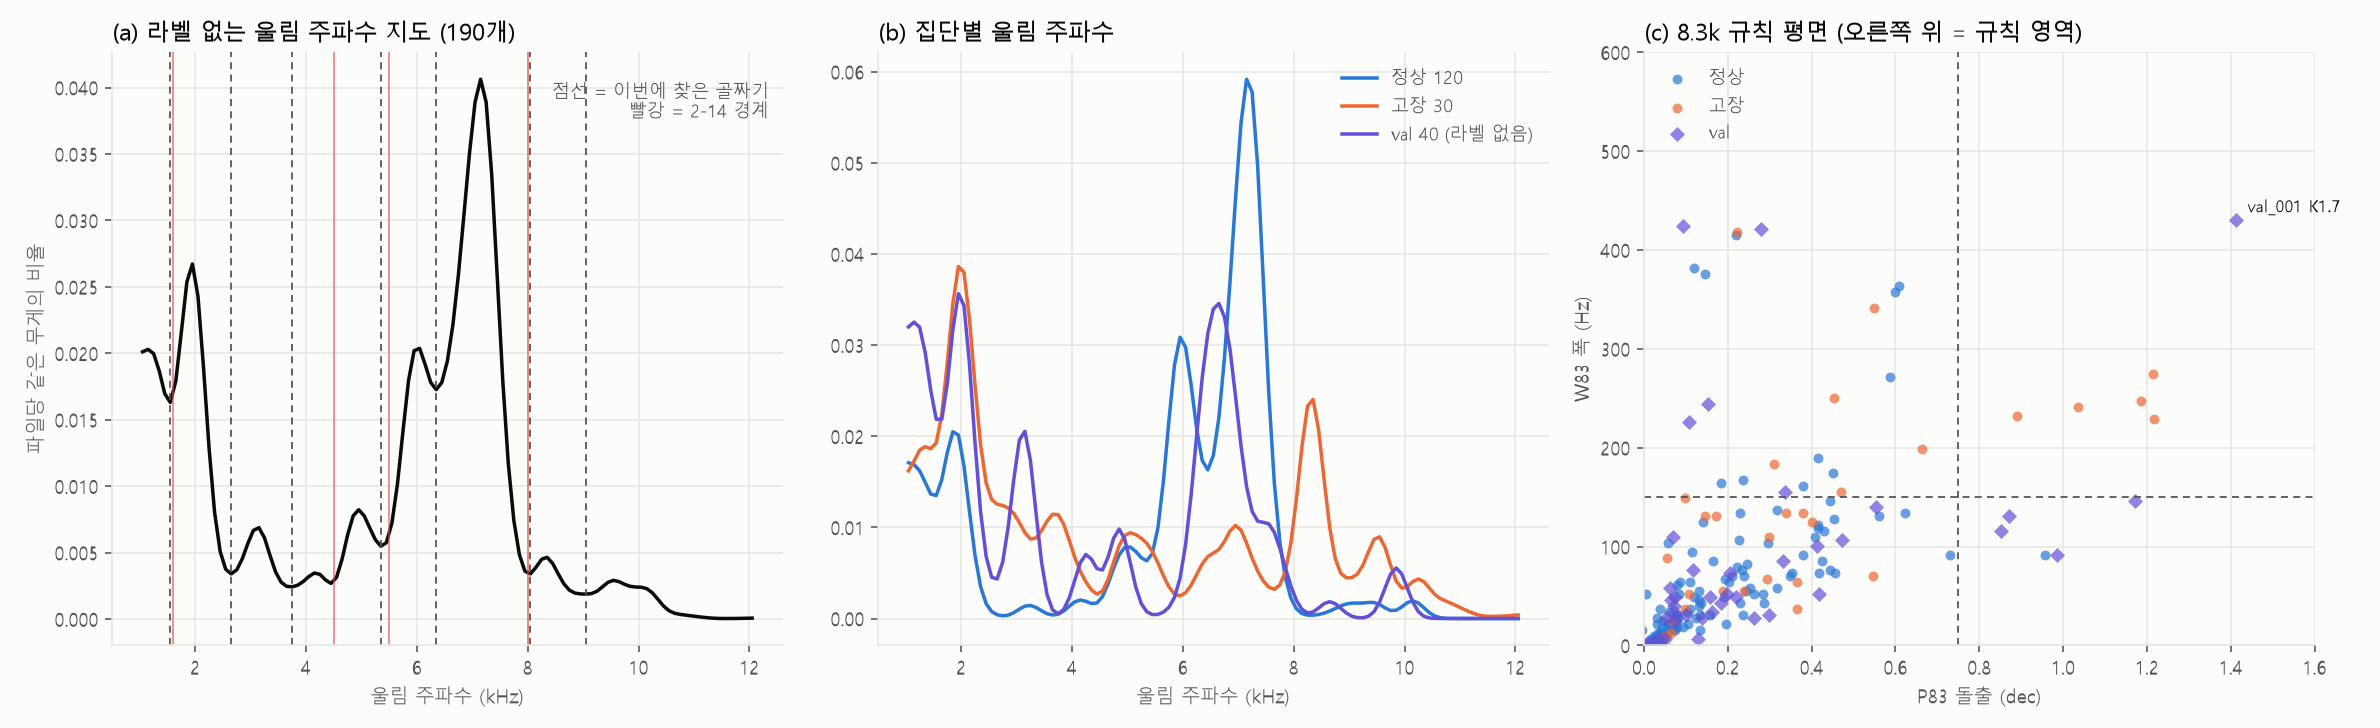 (a) 라벨 없는 울림 주파수 지도 (190개)
점선 = 이번에 찾은 골짜기
빨강 = 2-14 경계
파일당 같은 무게의 비율
0.040
0.035
0.030
0.025
0.020
0.015
0.010
0.005
0.000
2 4 6 8 10 12
울림 주파수 (kHz)
(b) 집단별 울림 주파수
정상 120
고장 30
val 40 (라벨 없음)
0.06
0.05
0.04
0.03
0.02
0.01
0.00
2 4 6 8 10 12
울림 주파수 (kHz)
(c) 8.3k 규칙 평면 (오른쪽 위 = 규칙 영역)
정상
고장
val
val_001 K1.7
W83 폭 (Hz)
600
500
400
300
200
100
0
0.0 0.2 0.4 0.6 0.8 1.0 1.2 1.4 1.6
P83 돌출 (dec)